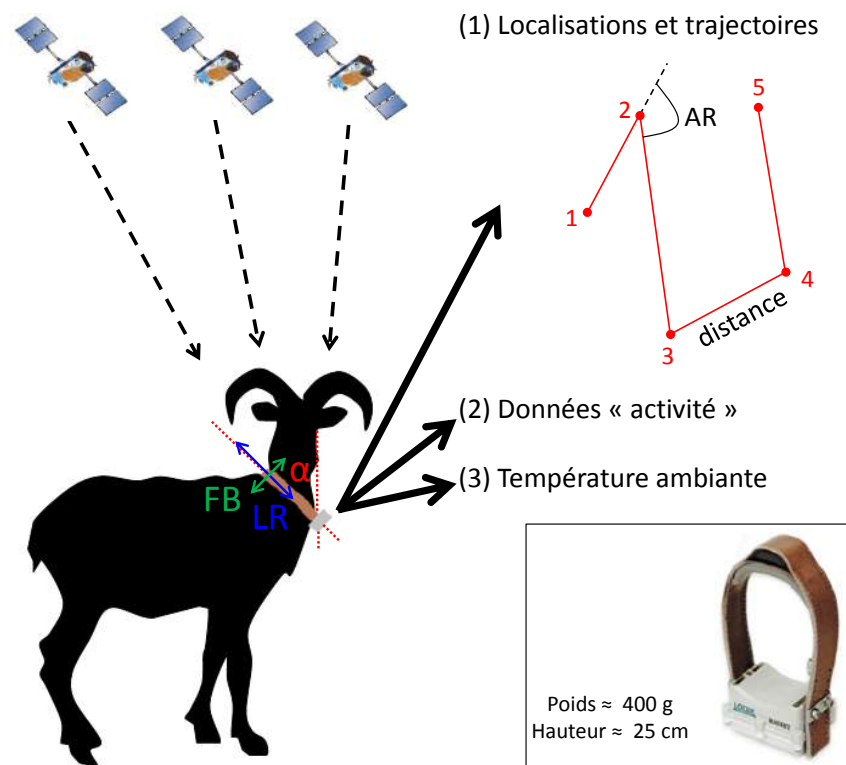 (1) Localisations et trajectoires
5
2
AR
1
4
distance
3
(2) Données « activité »
α
(3) Température ambiante
FB
LR
Poids ≈ 400 g
Hauteur ≈ 25 cm